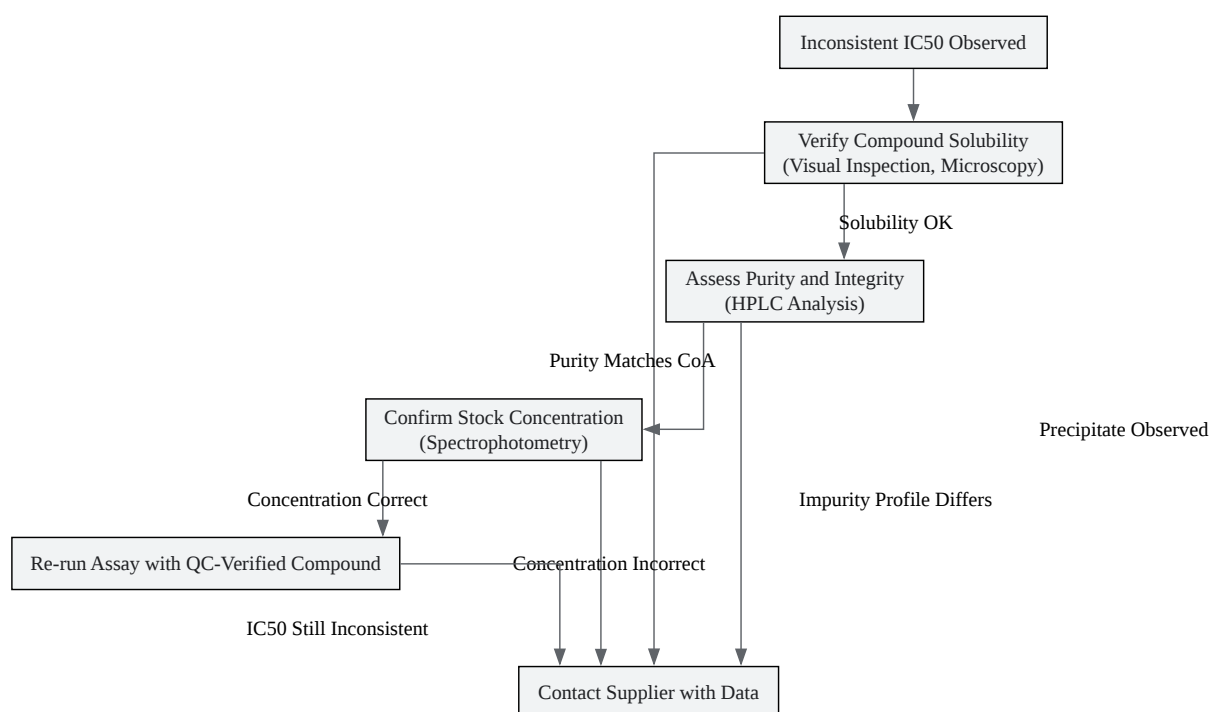 Inconsistent IC50 Observed
Verify Compound Solubility
(Visual Inspection, Microscopy)
Solubility OK
Assess Purity and Integrity
(HPLC Analysis)
Purity Matches CoA
Confirm Stock Concentration
(Spectrophotometry)
Precipitate Observed
Concentration Correct
Impurity Profile Differs
Re-run Assay with QC-Verified Compound
Concentration Incorrect
IC50 Still Inconsistent
Contact Supplier with Data